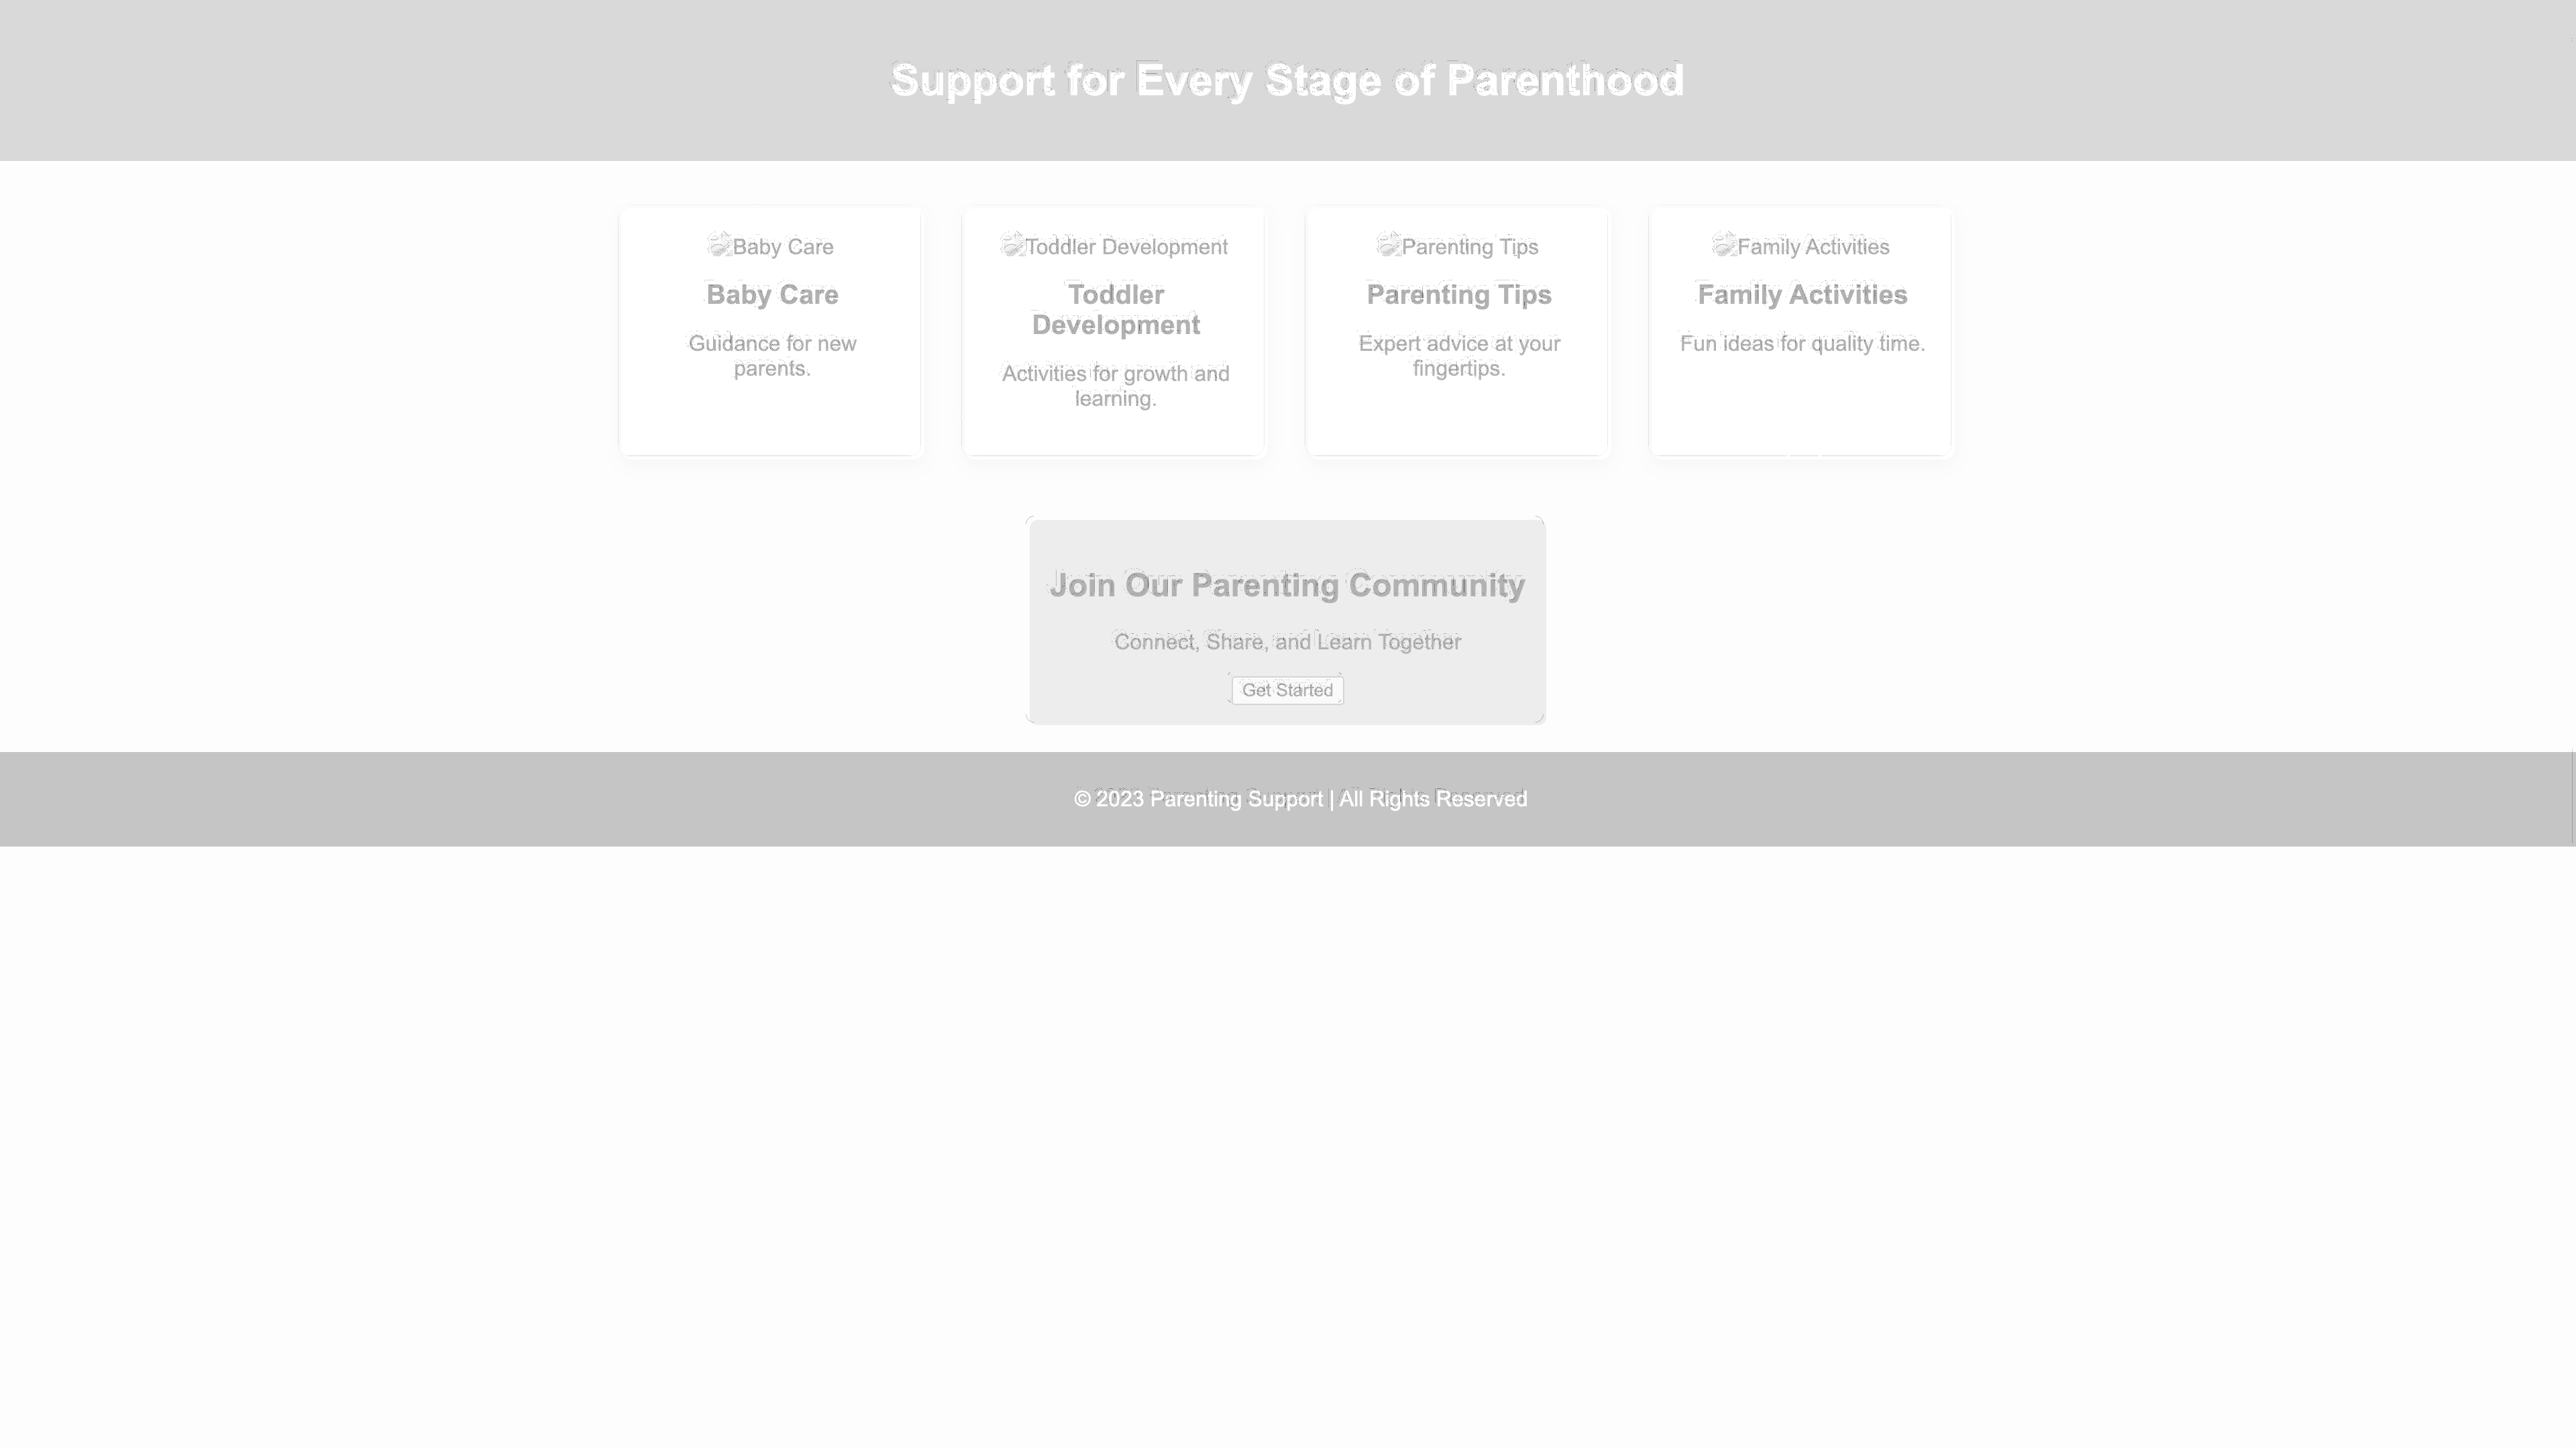 Support for Every Stage of Parenthood
Baby Care
Baby Care
Guidance for new
parents.
Toddler Development
Toddler
Development
Activities for growth and
learning.
Parenting Tips
Parenting Tips
Expert advice at your
fingertips.
Family Activities
Family Activities
Fun ideas for quality time.
Join Our Parenting Community
Connect, Share, and Learn Together
Get Started
© 2023 Parenting Support | All Rights Reserved